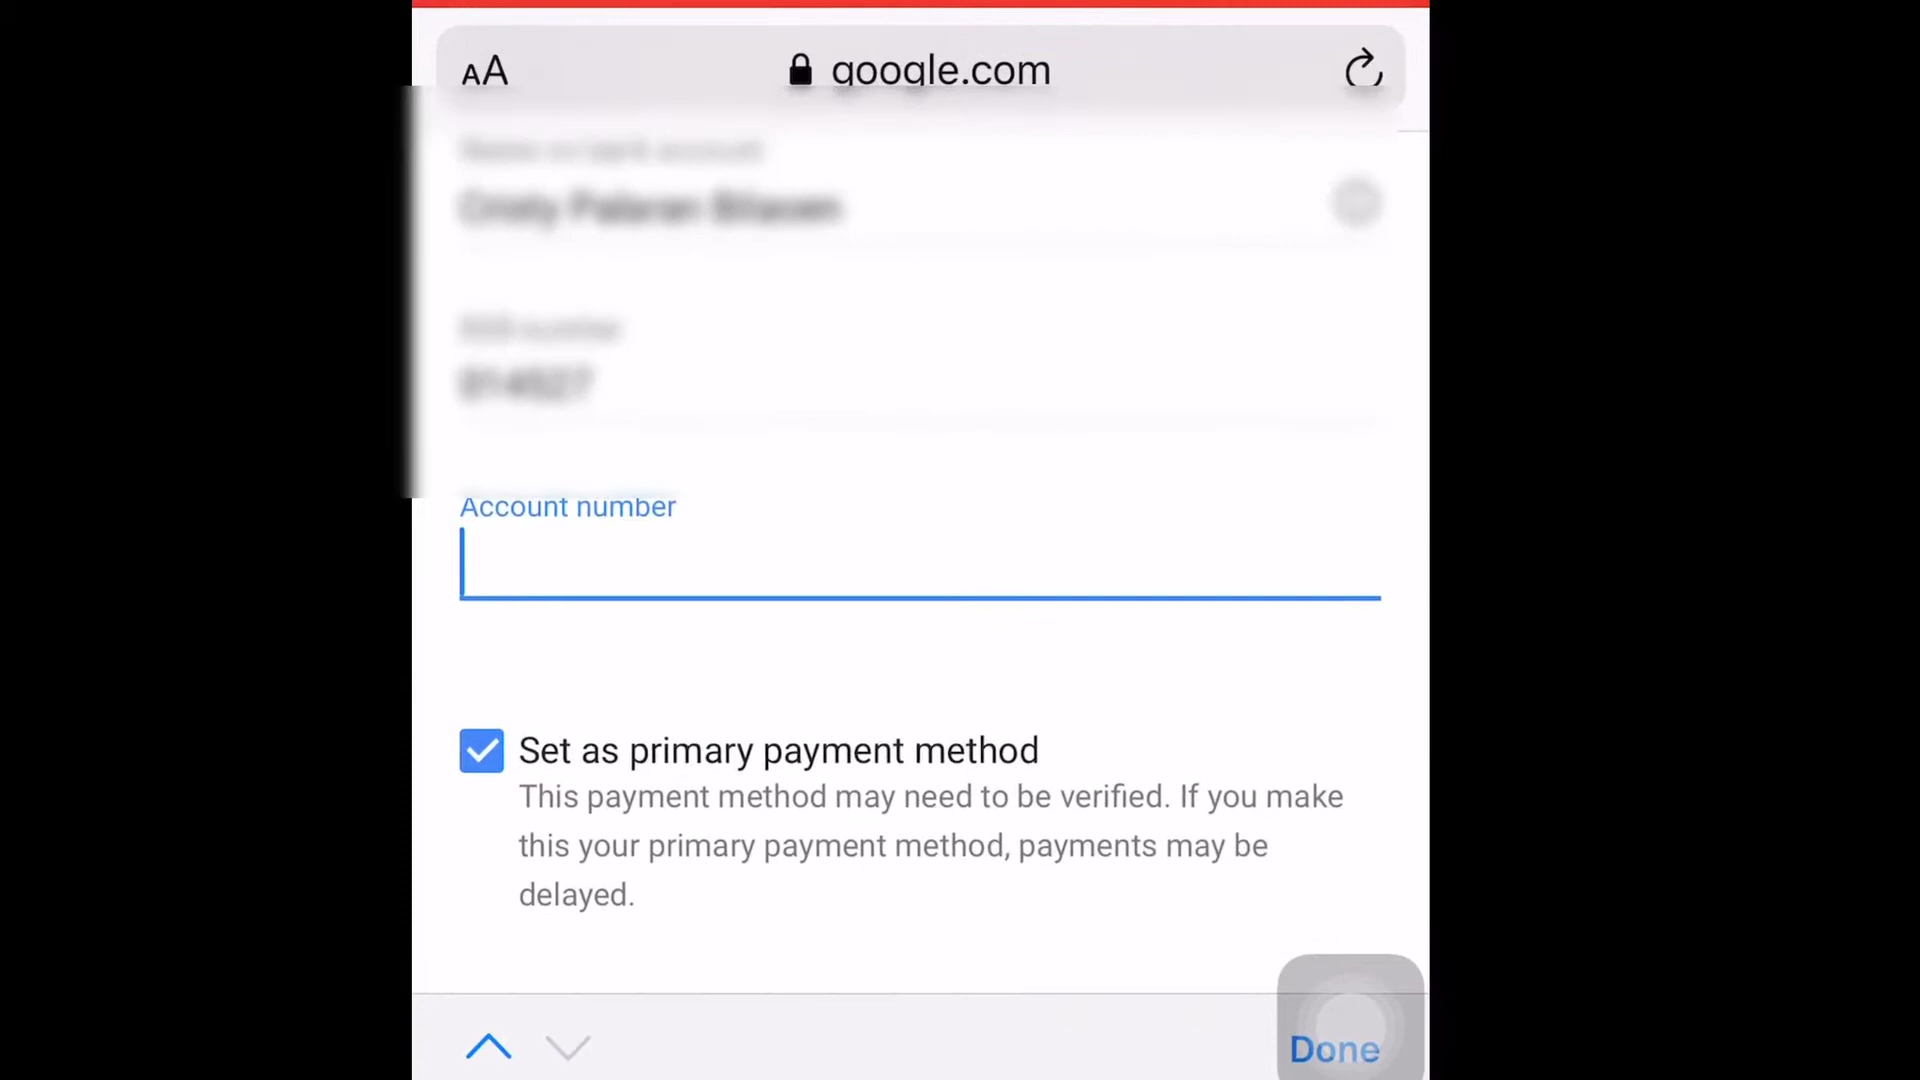 AA
google.com
Account number
Set as primary payment method
This payment method may need to be verified. If you make
this your primary payment method, payments may be
delayed.
Done